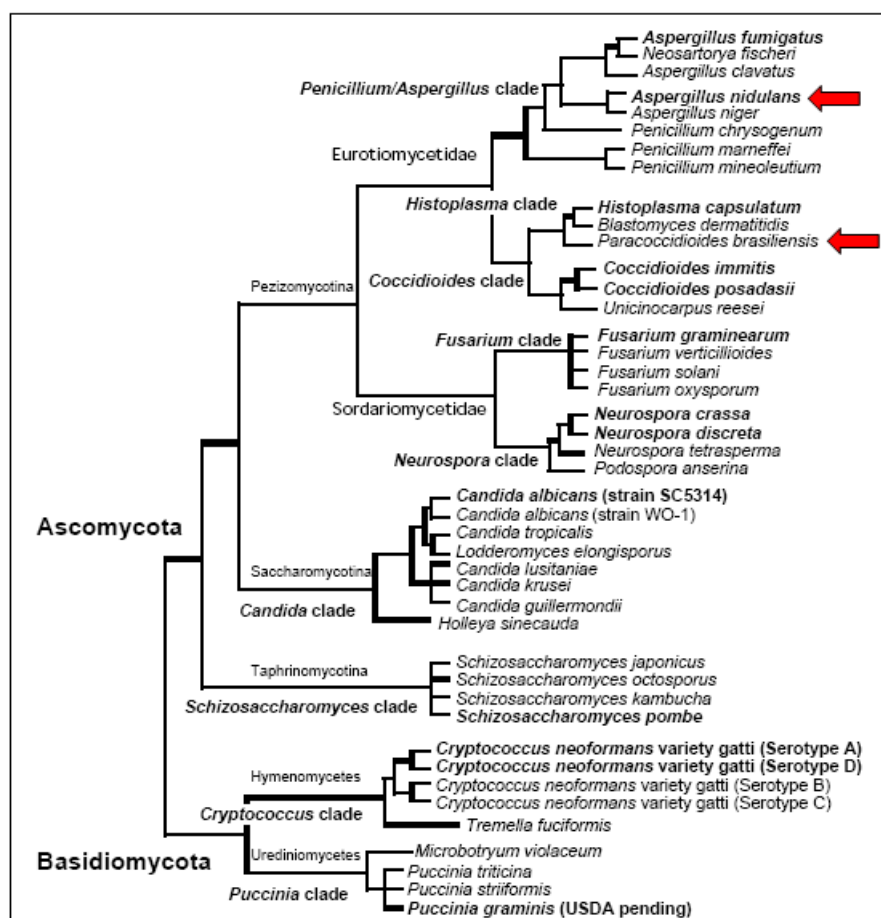 Aspergillus fumigatus
Neosartorya fischeri
Aspergillus clavatus
Penicillium/Aspergillus clade
Aspergillus nidulans
Aspergillus niger
Penicillium chrysogenum
Eurotiomycetidae
Penicillium marneffei
Penicillium mineoleutium
Histoplasma clade
Histoplasma capsulatum
Blastomyces dermatitidis
Paracoccidioides brasiliensis
Coccidioides clade
Coccidioides immitis
Pezizomycotina
Coccidioides posadasii
Unicinocarpus reesei
Fusarium clade
Fusarium graminearum
Fusarium verticillioides
Fusarium solani
Fusarium oxysporum
Sordariomycetidae
Neurospora crassa
Neurospora discreta
Neurospora tetrasperma
Neurospora clade
Podospora anserina
Candida albicans (strain SC5314)
Candida albicans (strain WO-1)
Ascomycota
Candida tropicalis
Lodderomyces elongisporus
Saccharomycotina
Candida lusitaniae
Candida krusei
Candida clade
Candida guillermondii
Holleya sinecauda
Taphrinomycotina
Schizosaccharomyces japonicus
Schizosaccharomyces octosporus
Schizosaccharomyces kambucha
Schizosaccharomyces clade
Schizosaccharomyces pombe
Cryptococcus neoformans variety gatti (Serotype A)
Cryptococcus neoformans variety gatti (Serotype D)
Hymenomycetes
Cryptococcus neoformans variety gatti (Serotype B)
Cryptococcus neoformans variety gatti (Serotype C)
Cryptococcus clade
Tremella fuciformis
Basidiomycota
Urediniomycetes
Microbotryum violaceum
Puccinia triticina
Puccinia clade
Puccinia striiformis
Puccinia graminis (USDA pending)